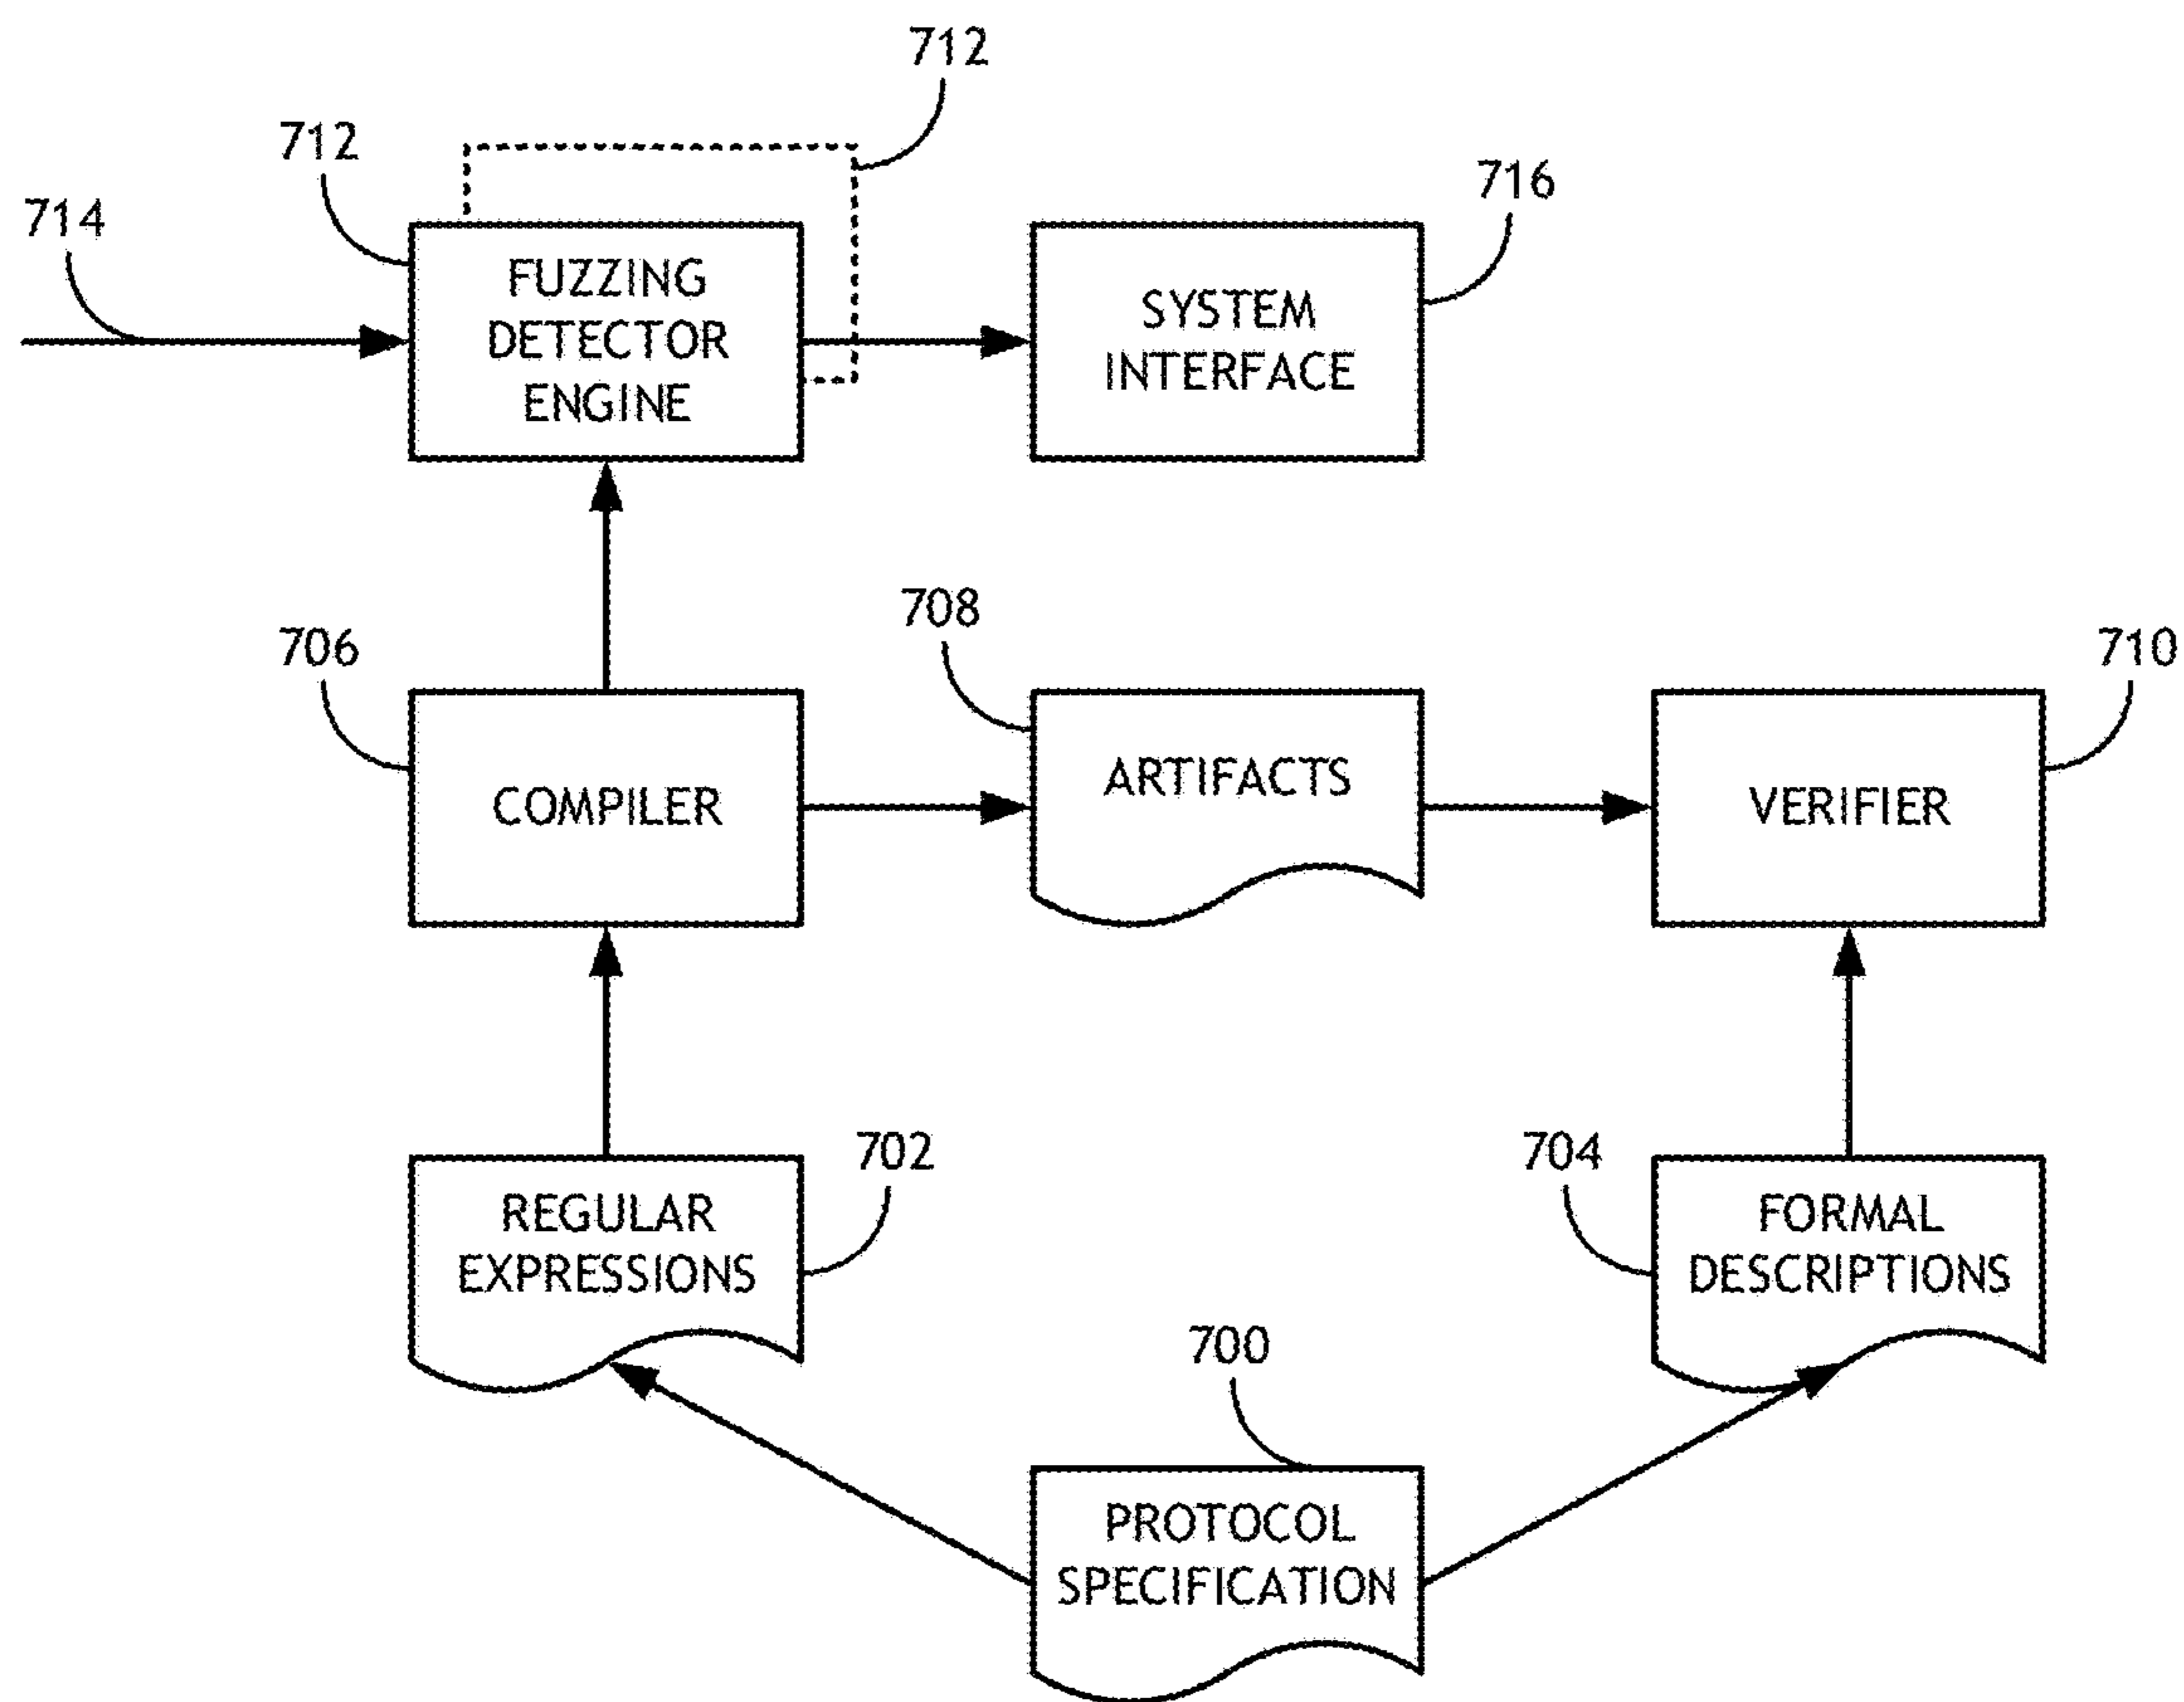 712
712
716
714
FUZZING
DETECTOR
ENGINE
SYSTEM
INTERFACE
708
706
710
COMPILER
ARTIFACTS
VERIFIER
702
704
REGULAR
EXPRESSIONS
FORMAL
DESCRIPTIONS
700
PROTOCOL
SPECIFICATION